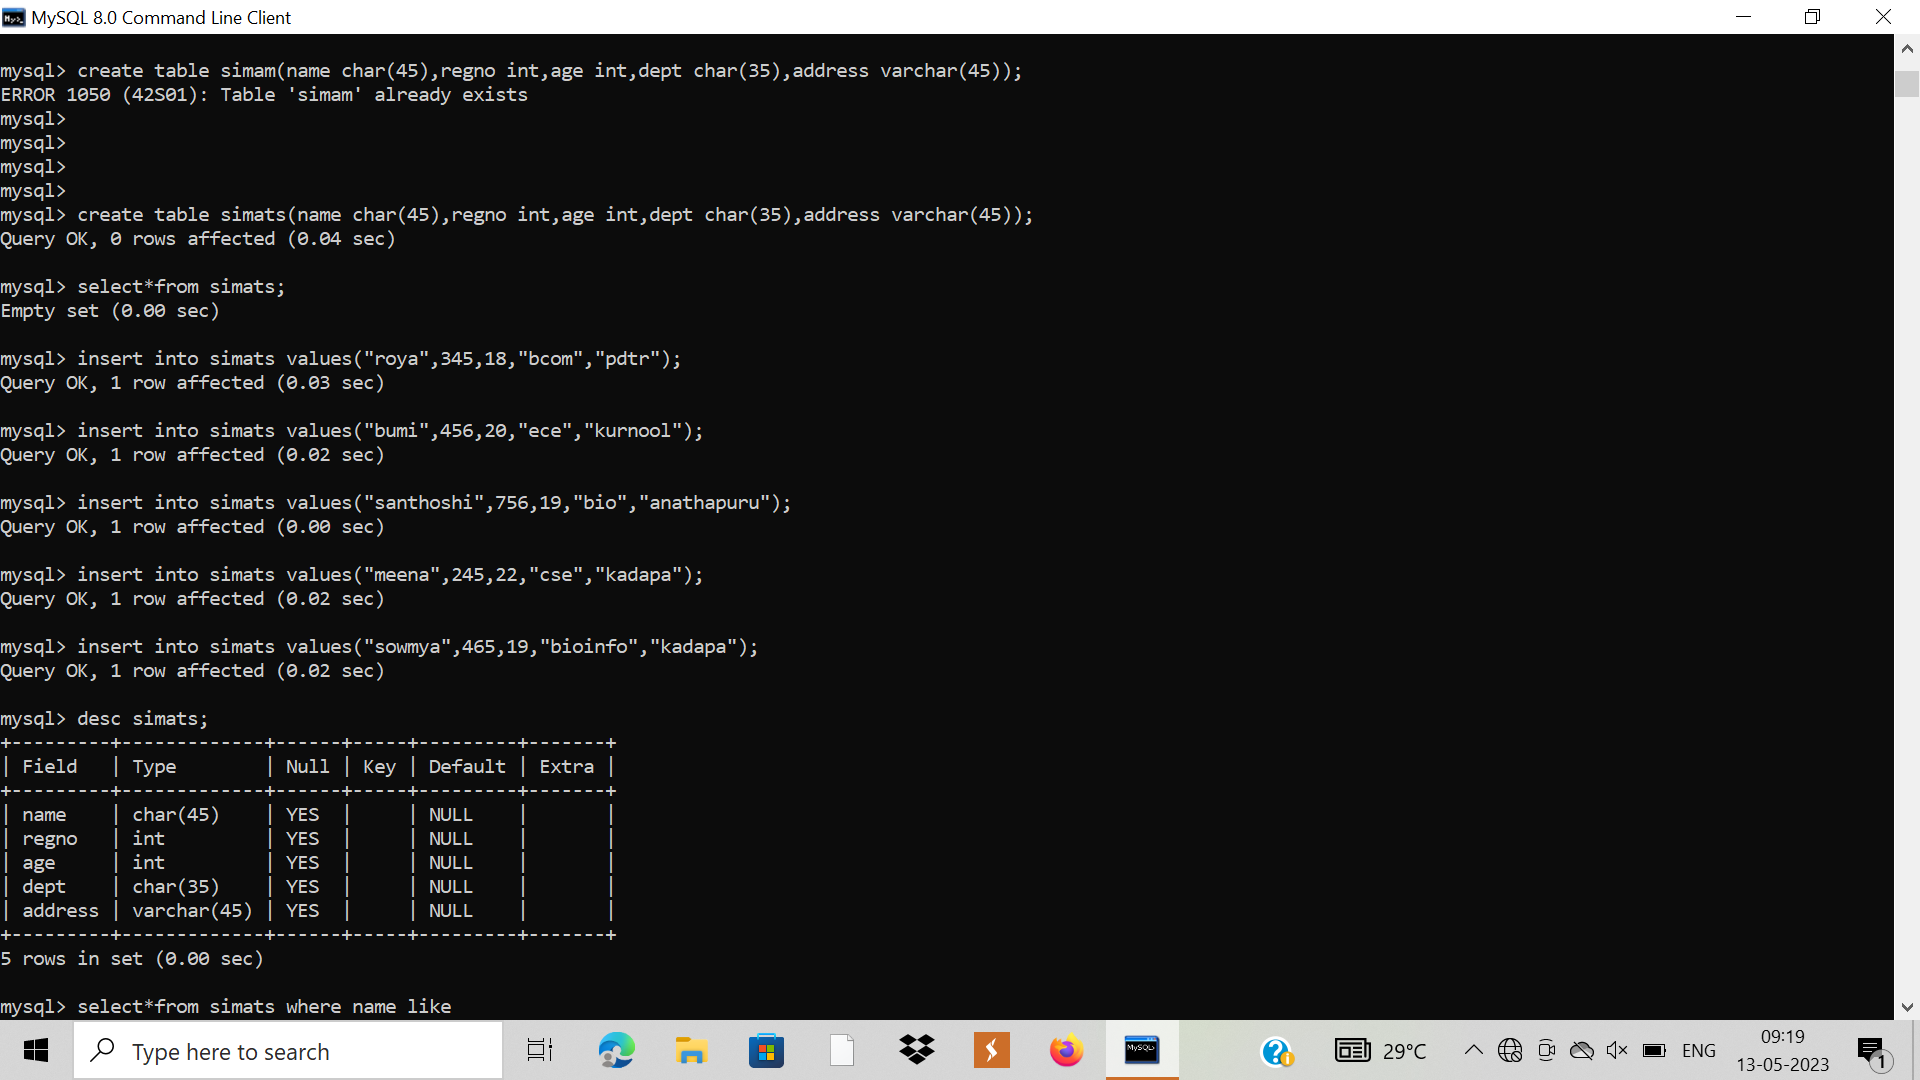 MySQL 8.0 Command Line Client
mysql> create table simam(name char(45),regno int,age int,dept char(35),address varchar(45));
ERROR 1050 (42S01): Table 'simam' already exists
mysql>
mysql>
mysql>
mysql>
mysql> create table simats(name char(45),regno int,age int,dept char(35),address varchar(45));
Query OK, 0 rows affected (0.04 sec)
mysql> select*from simats;
Empty set (0.00 sec)
mysql> insert into simats values("roya",345,18,"bcom","pdtr");
Query OK, 1 row affected (0.03 sec)
mysql> insert into simats values("bumi",456,20,"ece","kurnool");
Query OK, 1 row affected (0.02 sec)
mysql> insert into simats values("santhoshi",756,19,"bio","anathapuru");
Query OK, 1 row affected (0.00 sec)
mysql> insert into simats values("meena",245,22,"cse","kadapa");
Query OK, 1 row affected (0.02 sec)
mysql> insert into simats values("sowmya",465,19,"bioinfo","kadapa");
Query OK, 1 row affected (0.02 sec)
mysql> desc simats;
+---------+-------------+------+-----+---------+-------+
| Field   | Type        | Null | Key | Default | Extra |
+---------+-------------+------+-----+---------+-------+
| name    | char(45)    | YES  |     | NULL    |       |
| regno   | int         | YES  |     | NULL    |       |
| age     | int         | YES  |     | NULL    |       |
| dept    | char(35)    | YES  |     | NULL    |       |
| address | varchar(45) | YES  |     | NULL    |       |
+---------+-------------+------+-----+---------+-------+
5 rows in set (0.00 sec)
mysql> select*from simats where name like
Type here to search
MySQL>
29°C
ENG
09:19
13-05-2023
1